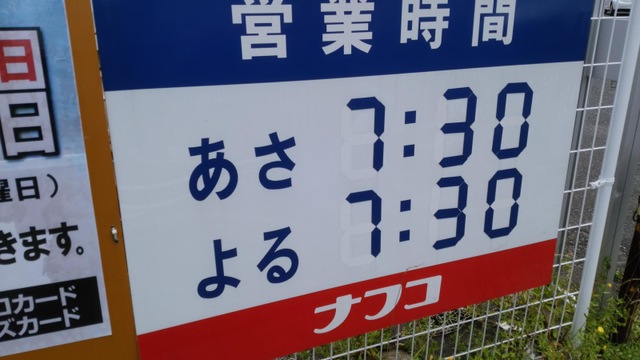 営業時間
あさ 7:30
よる 7:30
ナフコ
日
日
曜日)
きます。
コカード
ズカード